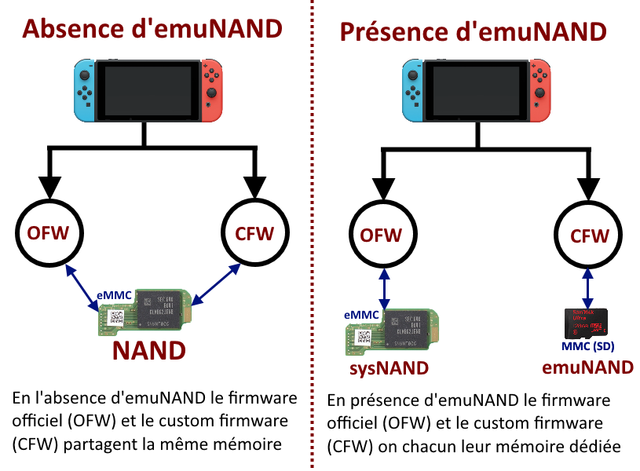 Absence d'emuNAND
OFW
CFW
eMMC
NAND
En l'absence d'emuNAND le firmware
officiel (OFW) et le custom firmware
(CFW) partagent la même mémoire
Présence d'emuNAND
OFW
CFW
eMMC
sysNAND
MMC (SD)
emuNAND
En présence d'emuNAND le firmware
officiel (OFW) et le custom firmware
(CFW) on chacun leur mémoire dédiée